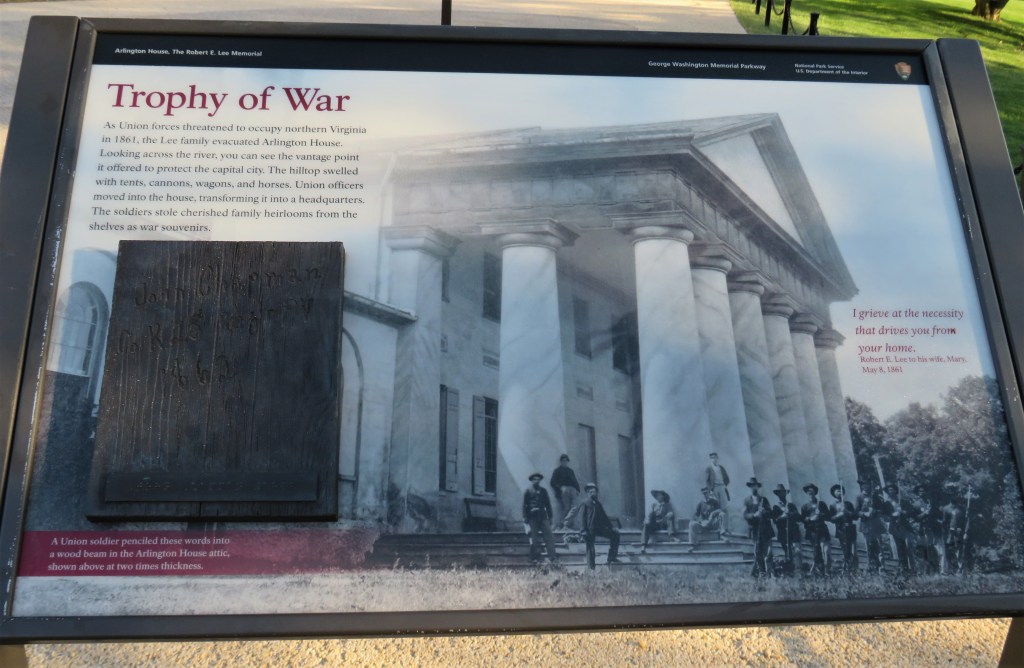 Arlington House, The Robert E. Lee Memorial
George Washington Memorial Parkway
National Park Service
U.S. Department of the Interior
Trophy of War
As Union forces threatened to occupy northern Virginia
in 1861, the Lee family evacuated Arlington House.
Looking across the river, you can see the vantage point
it offered to protect the capital city. The hilltop swelled
with tents, cannons, wagons, and horses. Union officers
moved into the house, transforming it into a headquarters.
The soldiers stole cherished family heirlooms from the
shelves as war souvenirs.
John Chapman
I grieve at the necessity
that drives you from
your home.
Robert E. Lee to his wife, Mary,
May 8, 1861
A Union soldier penciled these words into
a wood beam in the Arlington House attic,
shown above at two times thickness.